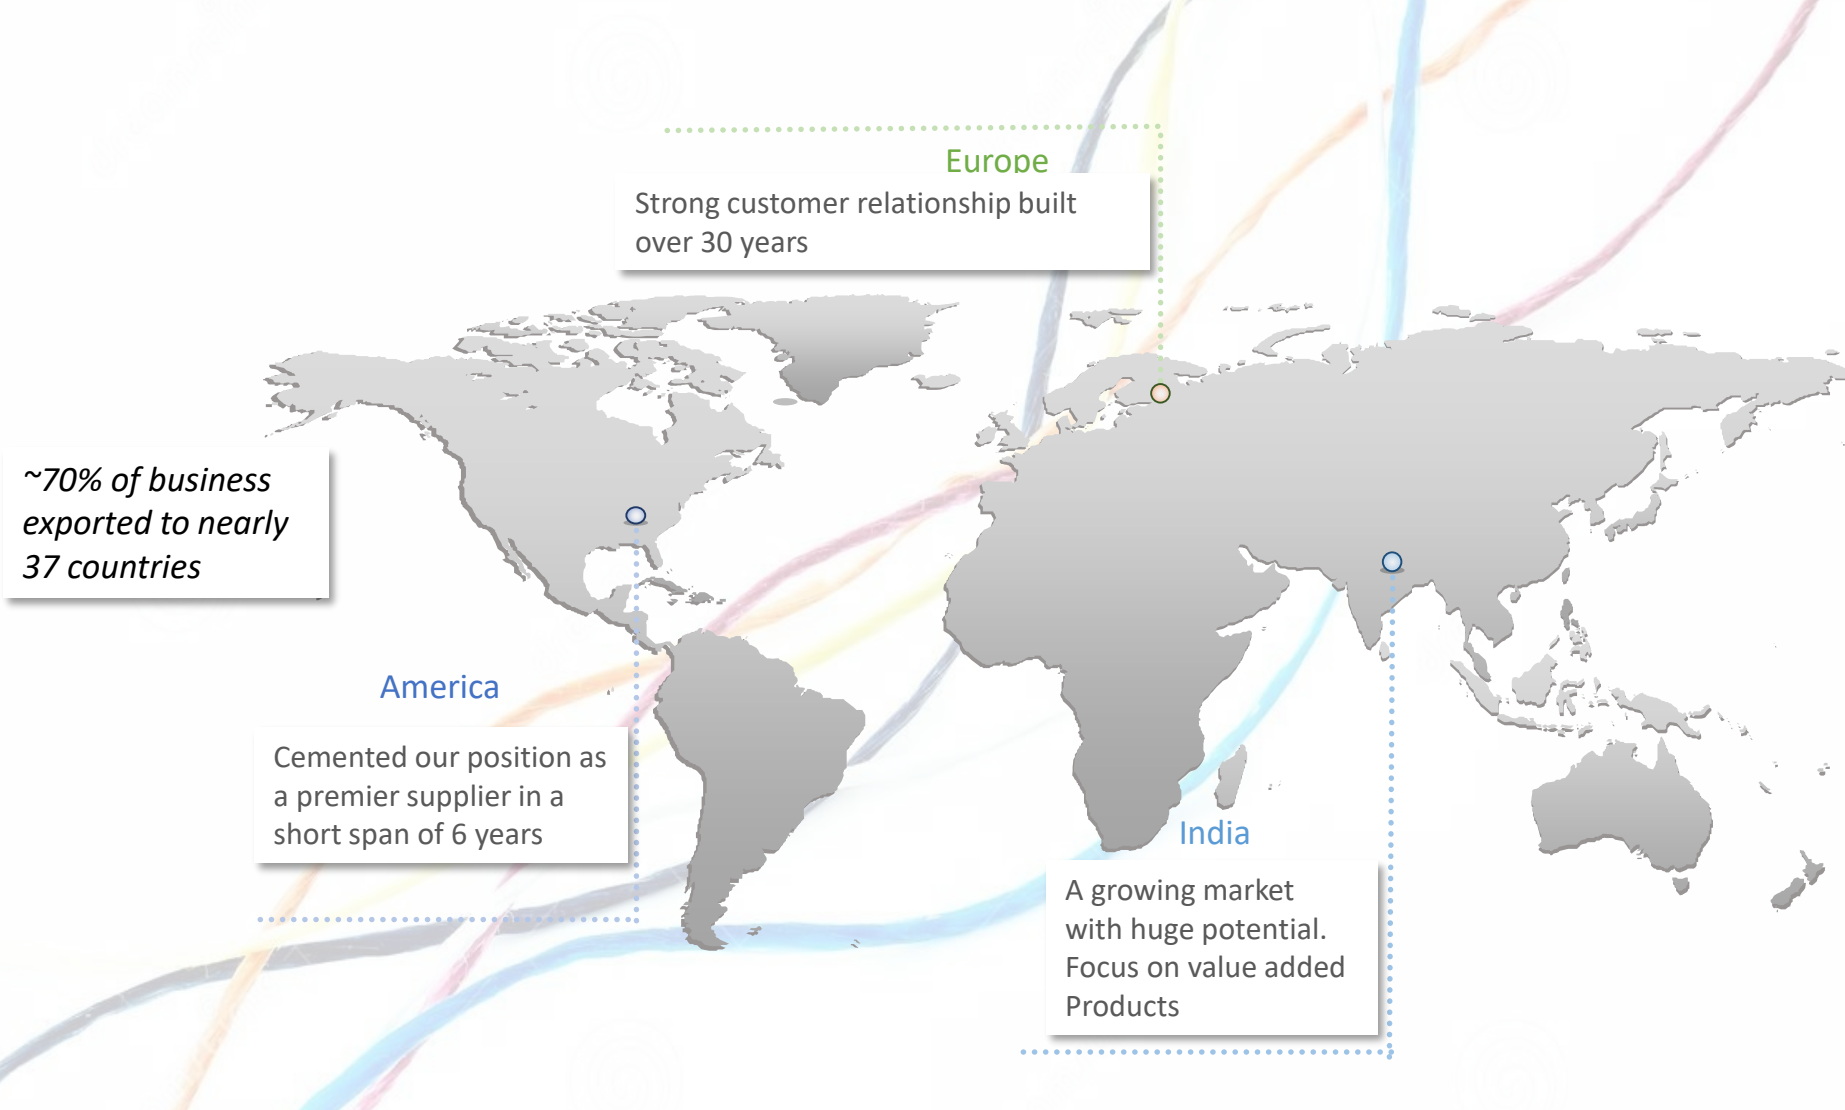 Europe
Strong customer relationship built
over 30 years
~70% of business
exported to nearly
37 countries
America
Cemented our position as
a premier supplier in a
short span of 6 years
India
A growing market
with huge potential.
Focus on value added
Products